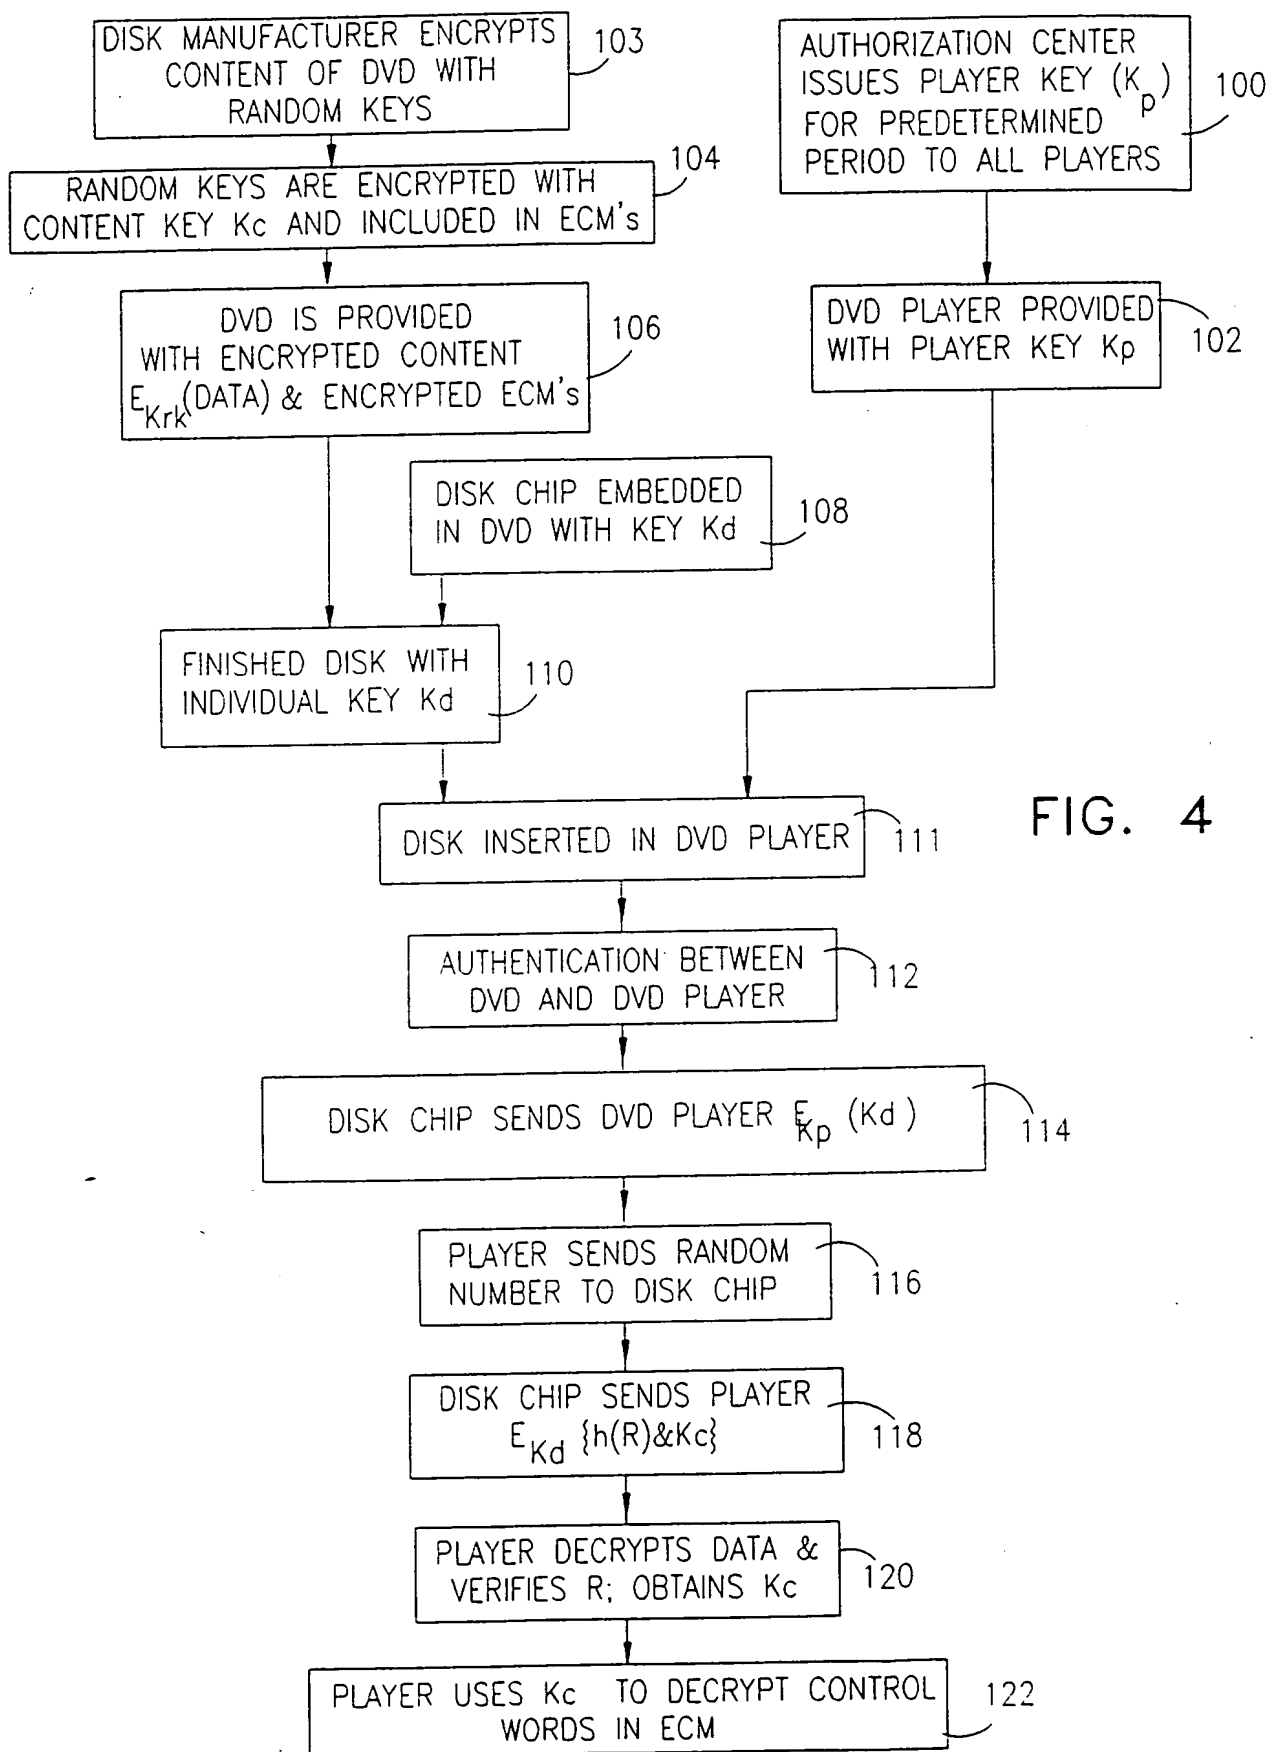 DISK MANUFACTURER ENCRYPTS
CONTENT OF DVD WITH
RANDOM KEYS
103
AUTHORIZATION CENTER
ISSUES PLAYER KEY (Kp)
FOR PREDETERMINED
PERIOD TO ALL PLAYERS
100
RANDOM KEYS ARE ENCRYPTED WITH
CONTENT KEY Kc AND INCLUDED IN ECM's
104
DVD IS PROVIDED
WITH ENCRYPTED CONTENT
EKrk(DATA) & ENCRYPTED ECM's
106
DVD PLAYER PROVIDED
WITH PLAYER KEY Kp
102
DISK CHIP EMBEDDED
IN DVD WITH KEY Kd
108
FINISHED DISK WITH
INDIVIDUAL KEY Kd
110
DISK INSERTED IN DVD PLAYER
111
FIG. 4
AUTHENTICATION BETWEEN
DVD AND DVD PLAYER
112
DISK CHIP SENDS DVD PLAYER EKp (Kd)
114
PLAYER SENDS RANDOM
NUMBER TO DISK CHIP
116
DISK CHIP SENDS PLAYER
EKd {h(R)&Kc}
118
PLAYER DECRYPTS DATA &
VERIFIES R; OBTAINS Kc
120
PLAYER USES Kc TO DECRYPT CONTROL
WORDS IN ECM
122